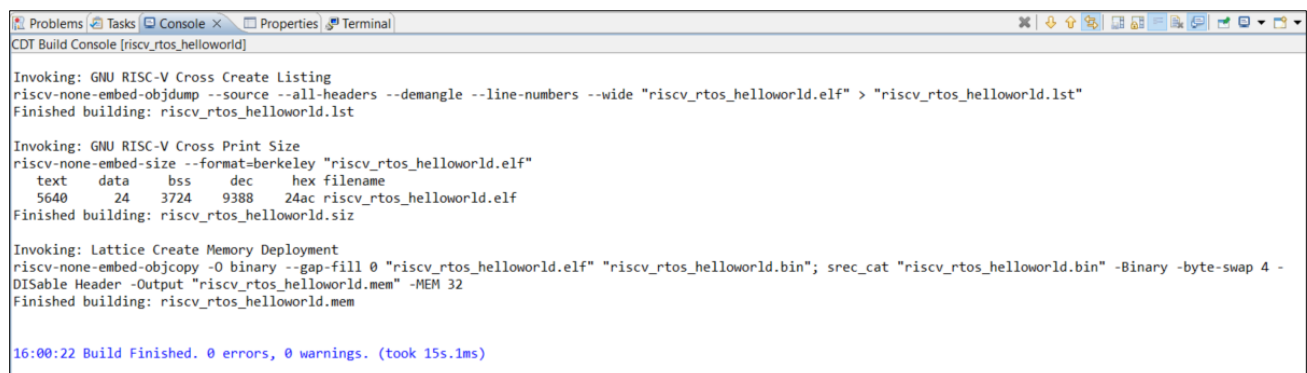 Problems Tasks Console Properties Terminal
CDT Build Console [riscv_rtos_helloworld]
Invoking: GNU RISC-V Cross Create Listing
riscv-none-embed-objdump --source --all-headers --demangle --line-numbers --wide "riscv_rtos_helloworld.elf" > "riscv_rtos_helloworld.lst"
Finished building: riscv_rtos_helloworld.lst
Invoking: GNU RISC-V Cross Print Size
riscv-none-embed-size --format=berkeley "riscv_rtos_helloworld.elf"
text data bss dec hex filename
5640 24 3724 9388 24ac riscv_rtos_helloworld.elf
Finished building: riscv_rtos_helloworld.siz
Invoking: Lattice Create Memory Deployment
riscv-none-embed-objcopy -O binary --gap-fill 0 "riscv_rtos_helloworld.elf" "riscv_rtos_helloworld.bin"; srec_cat "riscv_rtos_helloworld.bin" -Binary -byte-swap 4 -
DISable Header -Output "riscv_rtos_helloworld.mem" -MEM 32
Finished building: riscv_rtos_helloworld.mem
16:00:22 Build Finished. 0 errors, 0 warnings. (took 15s.1ms)